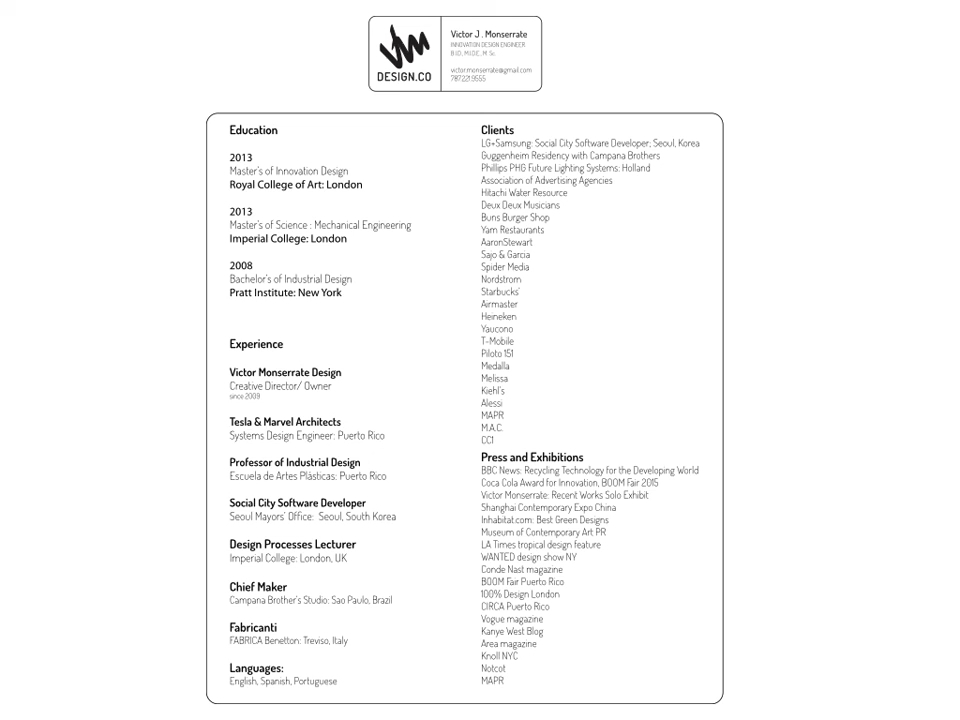 VJM
DESIGN.CO
Victor J . Monserrate
INNOVATION DESIGN ENGINEER
B I.D., M.I.D.E., M. Sc.
victor.monserrate@gmail.com
787.221.9555
Education
2013
Master's of Innovation Design
Royal College of Art: London
2013
Master's of Science : Mechanical Engineering
Imperial College: London
2008
Bachelor's of Industrial Design
Pratt Institute: New York
Experience
Victor Monserrate Design
Creative Director/ Owner
since 2009
Tesla & Marvel Architects
Systems Design Engineer: Puerto Rico
Professor of Industrial Design
Escuela de Artes Plàsticas: Puerto Rico
Social City Software Developer
Seoul Mayors' Office: Seoul, South Korea
Design Processes Lecturer
Imperial College: London, UK
Chief Maker
Campana Brother's Studio: Sao Paulo, Brazil
Fabricanti
FABRICA Benetton: Treviso, Italy
Languages:
English, Spanish, Portuguese
Clients
LG+Samsung: Social City Software Developer; Seoul, Korea
Guggenheim Residency with Campana Brothers
Phillips PHG Future Lighting Systems: Holland
Association of Advertising Agencies
Hitachi Water Resource
Deux Deux Musicians
Buns Burger Shop
Yam Restaurants
AaronStewart
Sajo & Garcia
Spider Media
Nordstrom
Starbucks'
Airmaster
Heineken
Yaucono
T-Mobile
Piloto 151
Medalla
Melissa
Kiehl's
Alessi
MAPR
M.A.C.
CC1
Press and Exhibitions
BBC News: Recycling Technology for the Developing World
Coca Cola Award for Innovation, BOOM Fair 2015
Victor Monserrate: Recent Works Solo Exhibit
Shanghai Contemporary Expo China
Inhabitat.com: Best Green Designs
Museum of Contemporary Art PR
LA Times tropical design feature
WANTED design show NY
Conde Nast magazine
BOOM Fair Puerto Rico
100% Design London
CIRCA Puerto Rico
Vogue magazine
Kanye West Blog
Area magazine
Knoll NYC
Notcot
MAPR